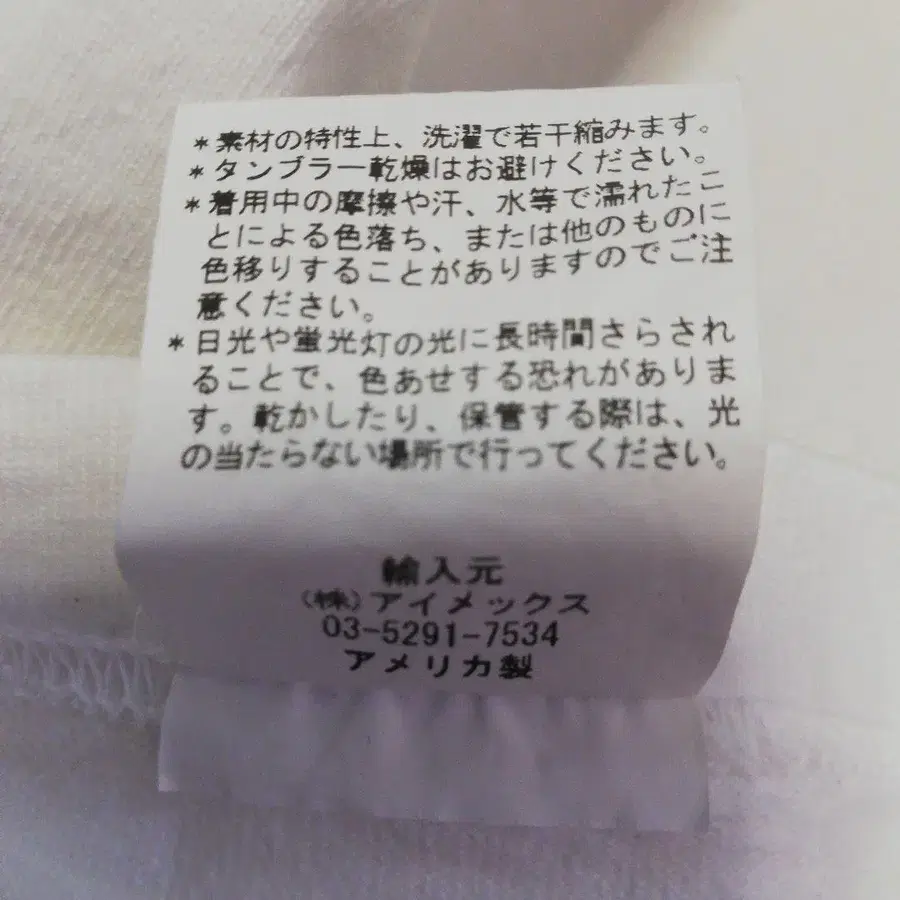 *素材の特性上、洗濯で若干縮みます。
*タンブラー乾燥はお避けください。
*着用中の摩擦や汗、水等で濡れたこ
とによる色落ち、または他のものに
色移りすることがありますのでご注
意ください。
*日光や蛍光灯の光に長時間さらされ
ることで、色あせする恐れがありま
す。乾かしたり、保管する際は、光
の当たらない場所で行ってください。
輸入元
(株)アイメックス
03-5291-7534
アメリカ製